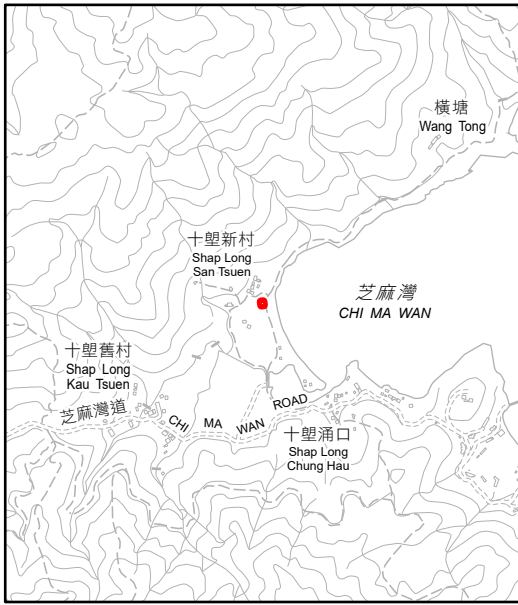 橫塘
Wang Tong
十塱新村
Shap Long
San Tsuen
芝麻灣
CHI MA WAN
十塱舊村
Shap Long
Kau Tsuen
芝麻灣道
CHI MA WAN ROAD
十塱涌口
Shap Long
Chung Hau